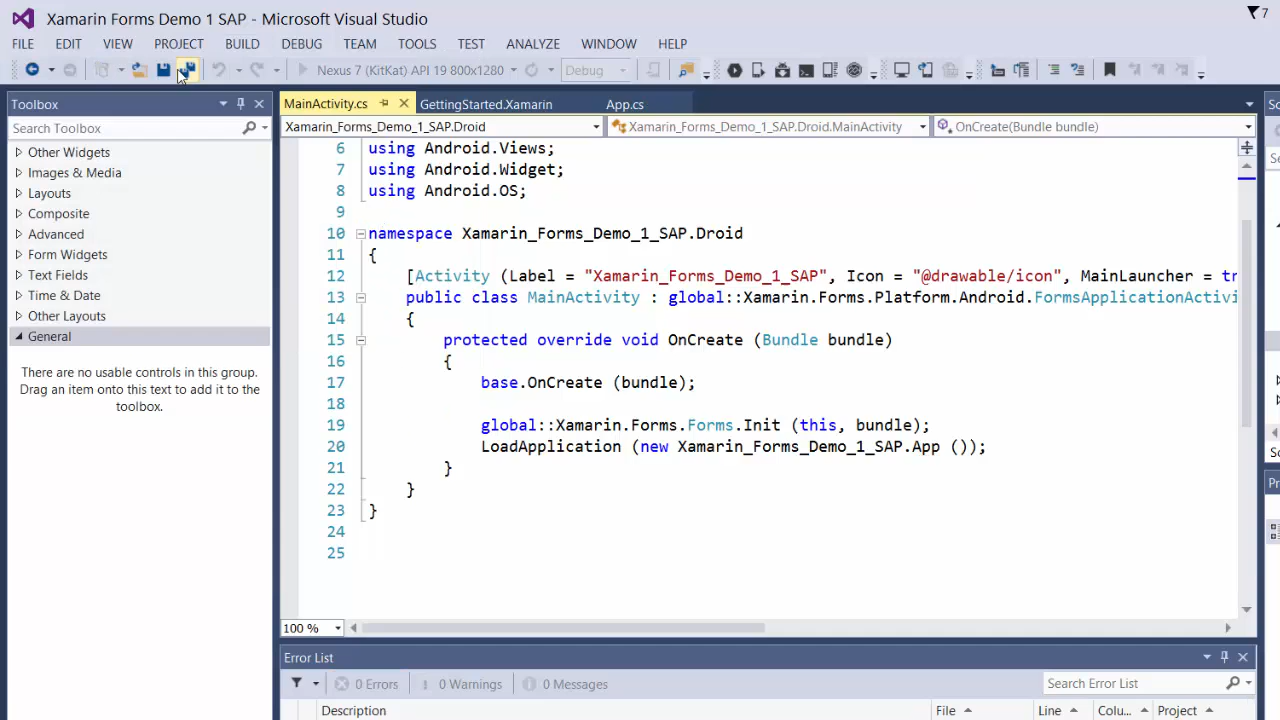 Xamarin Forms Demo 1 SAP - Microsoft Visual Studio
7
FILE EDIT VIEW PROJECT BUILD DEBUG TEAM TOOLS TEST ANALYZE WINDOW HELP
Nexus 7 (KitKat) API 19 800x1280 Debug
Toolbox
MainActivity.cs GettingStarted.Xamarin App.cs
Search Toolbox
Xamarin_Forms_Demo_1_SAP.Droid Xamarin_Forms_Demo_1_SAP.Droid.MainActivity OnCreate(Bundle bundle)
Other Widgets
Images & Media
Layouts
Composite
Advanced
Form Widgets
Text Fields
Time & Date
Other Layouts
General
There are no usable controls in this group.
Drag an item onto this text to add it to the
toolbox.
6 using Android.Views;
7 using Android.Widget;
8 using Android.OS;
9
10 namespace Xamarin_Forms_Demo_1_SAP.Droid
11 {
12 [Activity (Label = "Xamarin_Forms_Demo_1_SAP", Icon = "@drawable/icon", MainLauncher = tr
13 public class MainActivity : global::Xamarin.Forms.Platform.Android.FormsApplicationActivi
14 {
15 protected override void OnCreate (Bundle bundle)
16 {
17 base.OnCreate (bundle);
18
19 global::Xamarin.Forms.Forms.Init (this, bundle);
20 LoadApplication (new Xamarin_Forms_Demo_1_SAP.App ());
21 }
22 }
23 }
24
25
100 %
Error List
0 Errors 0 Warnings 0 Messages Search Error List
Description File Line Colu... Project
So
Se
So
Pr